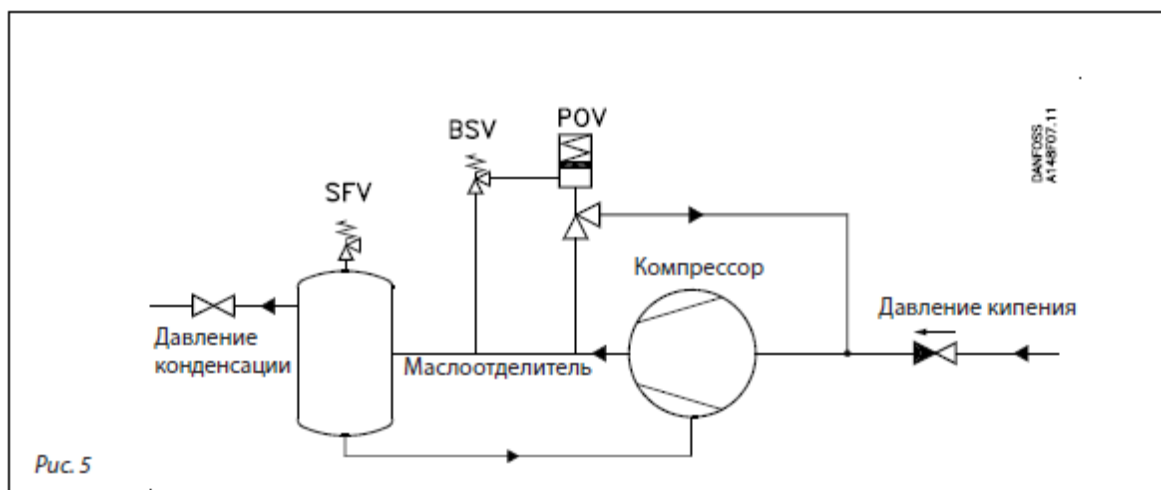 BSV
POV
DANFOSS
A148F07.11
SFV
Компрессор
Давление кипения
Давление
конденсации
Маслоотделитель
Рис. 5